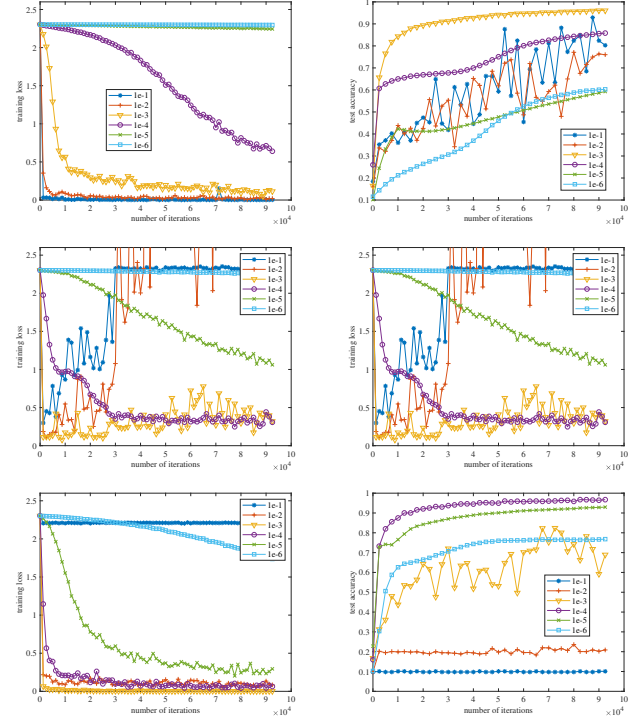 2.5
2
1.5
1
0.5
0
training loss
1e-1
1e-2
1e-3
1e-4
1e-5
1e-6
0 1 2 3 4 5 6 7 8 9 10
number of iterations
×10^4
1
0.9
0.8
0.7
0.6
0.5
0.4
0.3
0.2
0.1
test accuracy
1e-1
1e-2
1e-3
1e-4
1e-5
1e-6
0 1 2 3 4 5 6 7 8 9 10
number of iterations
×10^4
2.5
2
1.5
1
0.5
0
training loss
1e-1
1e-2
1e-3
1e-4
1e-5
1e-6
0 1 2 3 4 5 6 7 8 9 10
number of iterations
×10^4
2.5
2
1.5
1
0.5
0
training loss
1e-1
1e-2
1e-3
1e-4
1e-5
1e-6
0 1 2 3 4 5 6 7 8 9 10
number of iterations
×10^4
2.5
2
1.5
1
0.5
0
training loss
1e-1
1e-2
1e-3
1e-4
1e-5
1e-6
0 1 2 3 4 5 6 7 8 9 10
number of iterations
×10^4
1
0.9
0.8
0.7
0.6
0.5
0.4
0.3
0.2
0.1
0
test accuracy
1e-1
1e-2
1e-3
1e-4
1e-5
1e-6
0 1 2 3 4 5 6 7 8 9 10
number of iterations
×10^4